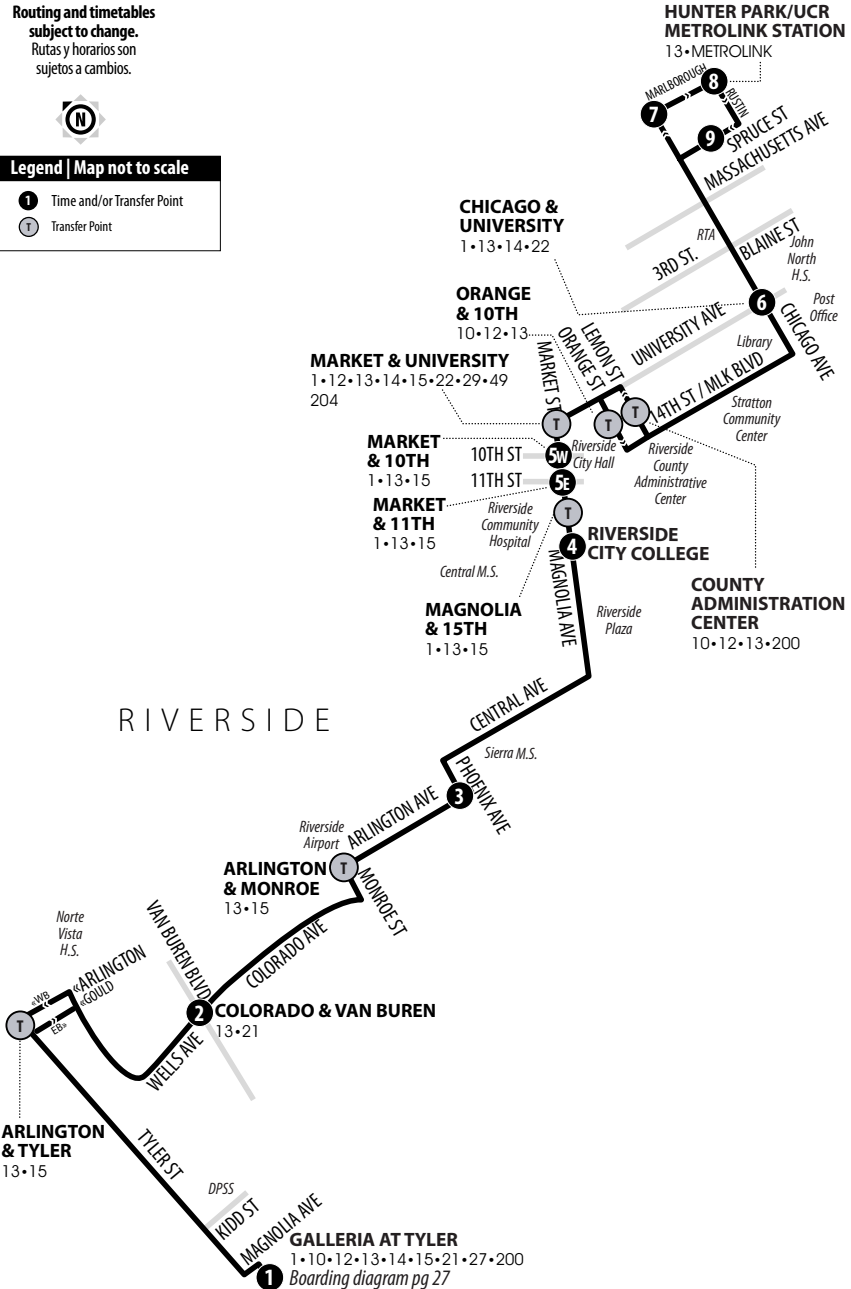 Routing and timetables
subject to change.
Rutas y horarios son
sujetos a cambios.
N
Legend | Map not to scale
1 Time and/or Transfer Point
T Transfer Point
HUNTER PARK/UCR
METROLINK STATION
13•METROLINK
MARLBOROUGH
8
RUSTIN
7
9
SPRUCE ST
MASSACHUSETTS AVE
CHICAGO &
UNIVERSITY
1•13•14•22
RTA
BLAINE ST
3RD ST.
John
North
H.S.
6
Post
Office
CHICAGO AVE
ORANGE
& 10TH
10•12•13
LEMON ST
ORANGE ST
UNIVERSITY AVE
Library
MARKET & UNIVERSITY
1•12•13•14•15•22•29•49
204
MARKET ST
14TH ST / MLK BLVD
T
T
T
Stratton
Community
Center
MARKET
& 10TH
1•13•15
10TH ST
5W
Riverside
City Hall
Riverside
County
Administrative
Center
11TH ST
5E
MARKET
& 11TH
1•13•15
Riverside
Community
Hospital
T
4
RIVERSIDE
CITY COLLEGE
Central M.S.
MAGNOLIA AVE
MAGNOLIA
& 15TH
1•13•15
Riverside
Plaza
COUNTY
ADMINISTRATION
CENTER
10•12•13•200
RIVERSIDE
CENTRAL AVE
Sierra M.S.
PHOENIX AVE
3
ARLINGTON AVE
Riverside
Airport
ARLINGTON
& MONROE
13•15
T
MONROE ST
Norte
Vista
H.S.
VAN BUREN BLVD
COLORADO AVE
«ARLINGTON
«GOULD
«WB
EB»
T
2
COLORADO & VAN BUREN
13•21
WELLS AVE
ARLINGTON
& TYLER
13•15
TYLER ST
DPSS
KIDD ST
MAGNOLIA AVE
GALLERIA AT TYLER
1•10•12•13•14•15•21•27•200
1
Boarding diagram pg 27